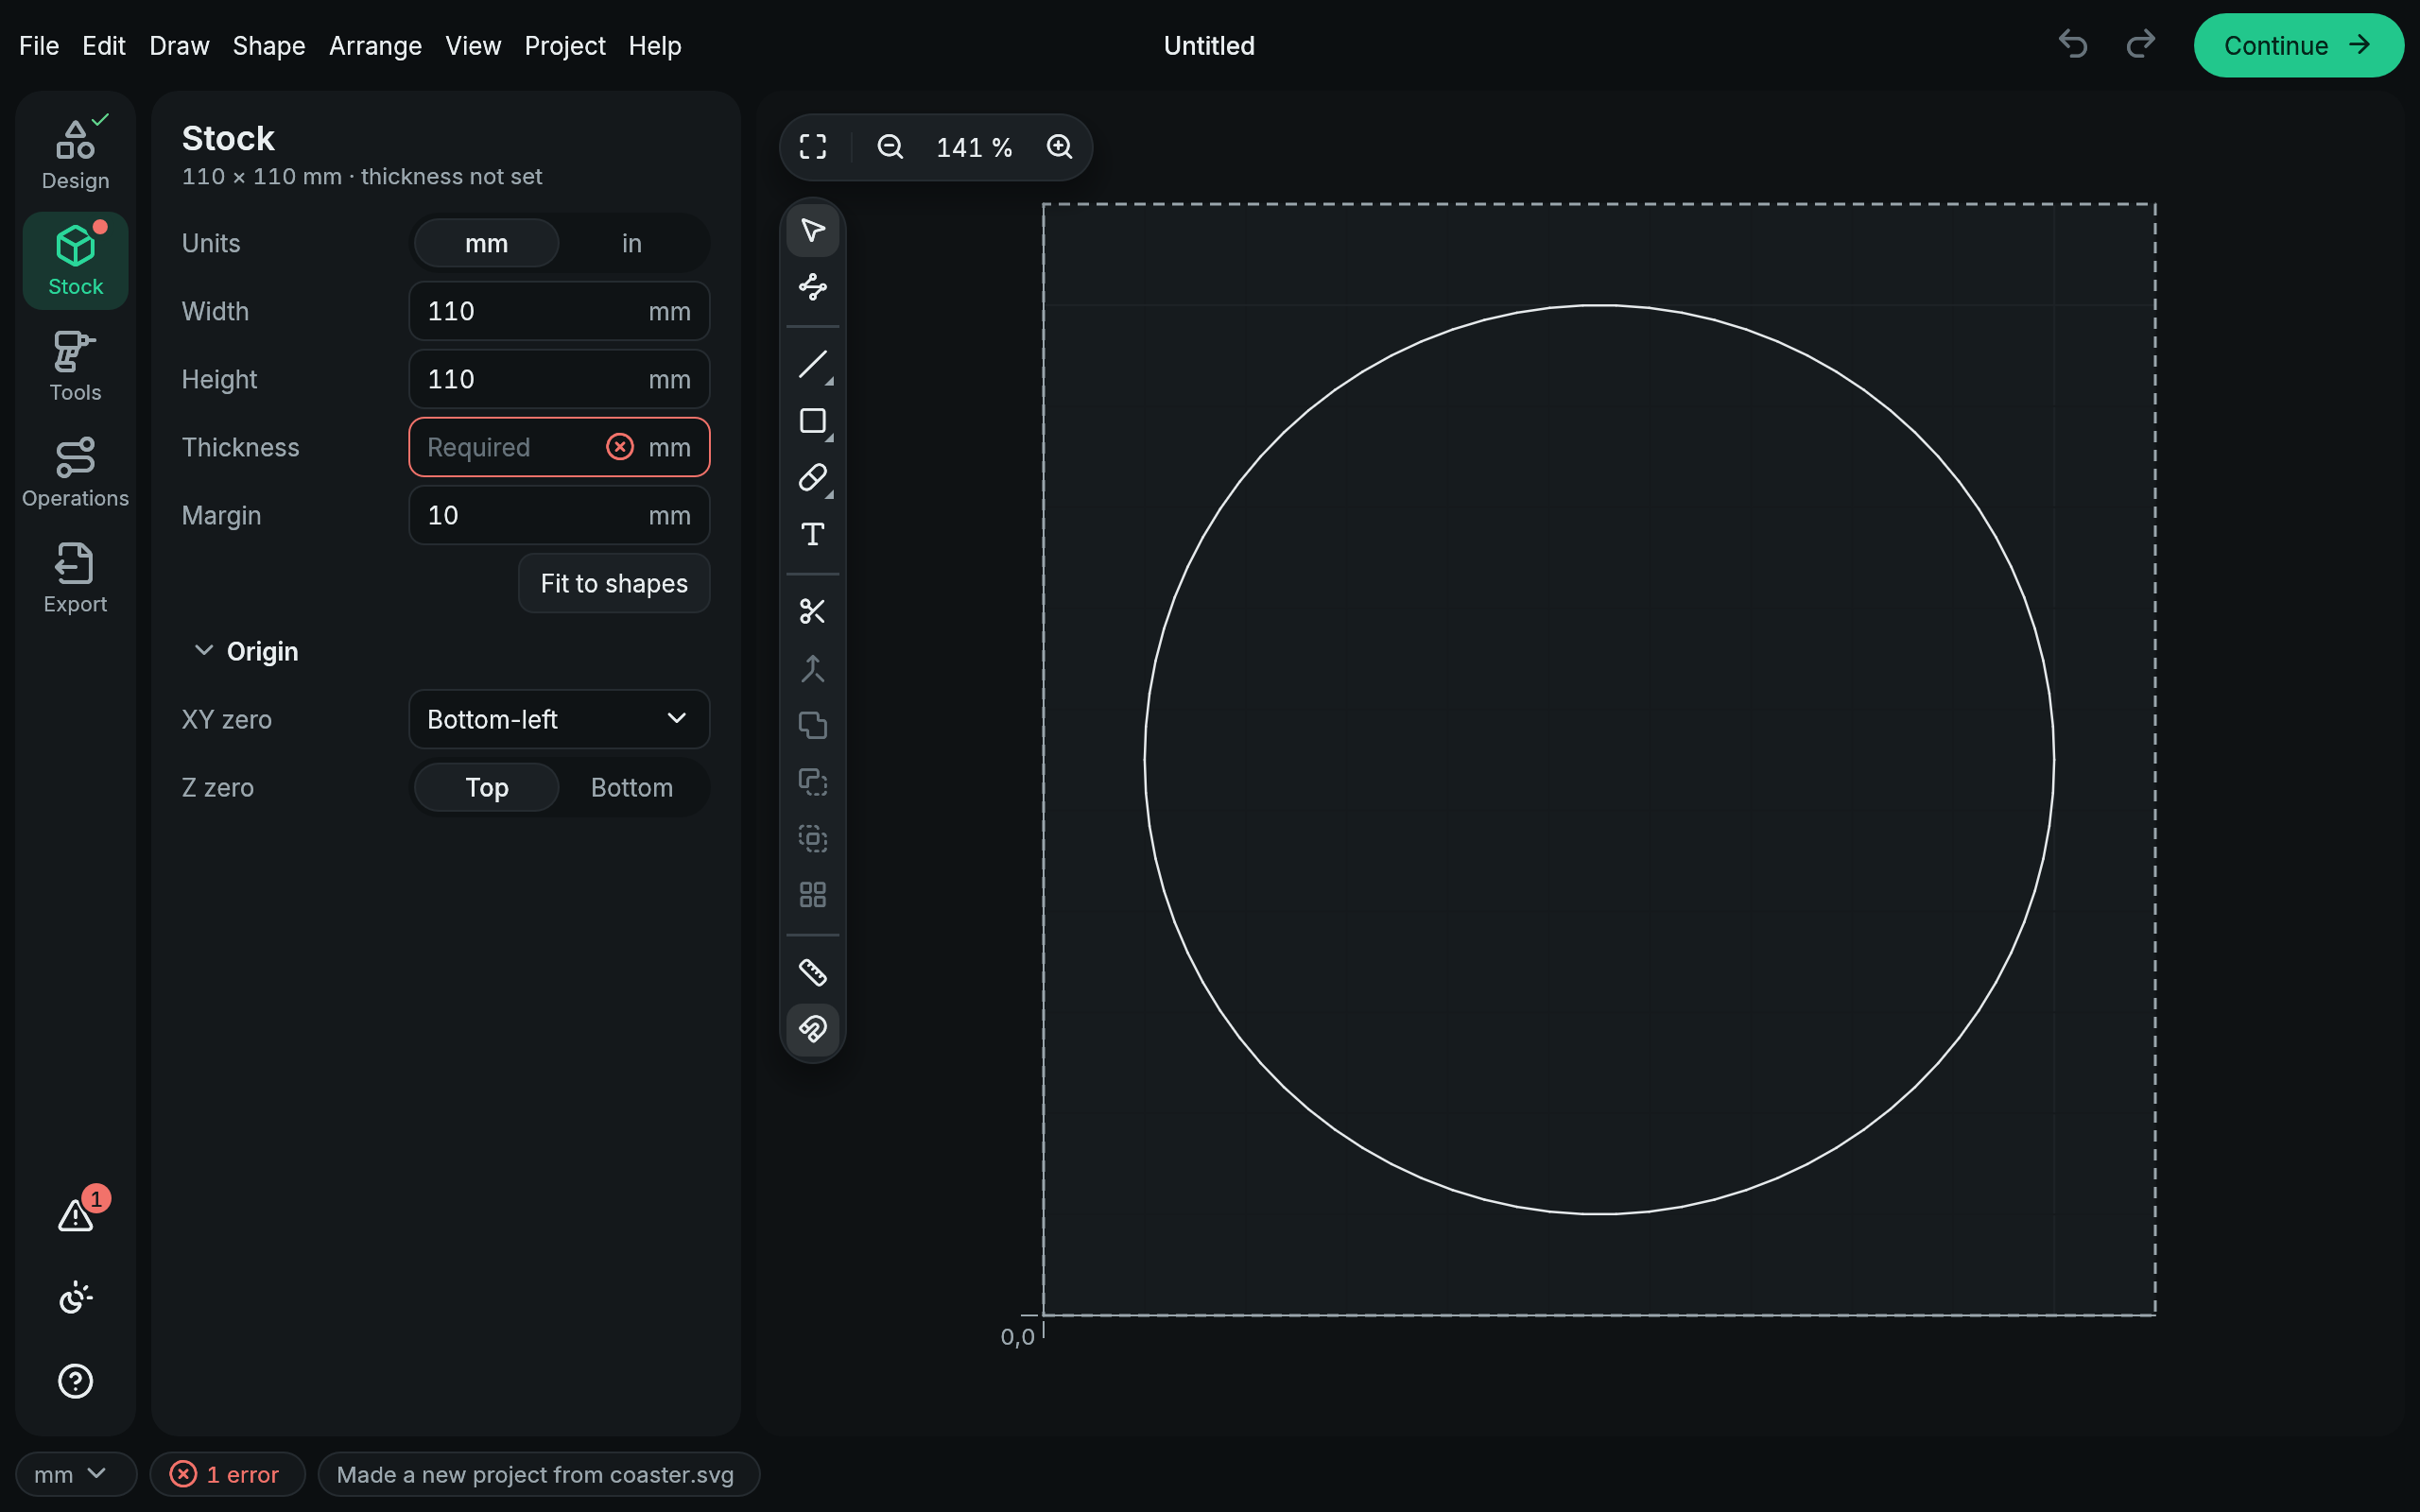 File Edit Draw Shape Arrange View Project Help
Untitled
Continue
Design
Stock
Tools
Operations
Export
1
Stock
110 × 110 mm · thickness not set
Units mm in
Width 110 mm
Height 110 mm
Thickness Required mm
Margin 10 mm
Fit to shapes
Origin
XY zero Bottom-left
Z zero Top Bottom
141 %
0,0
mm
1 error
Made a new project from coaster.svg